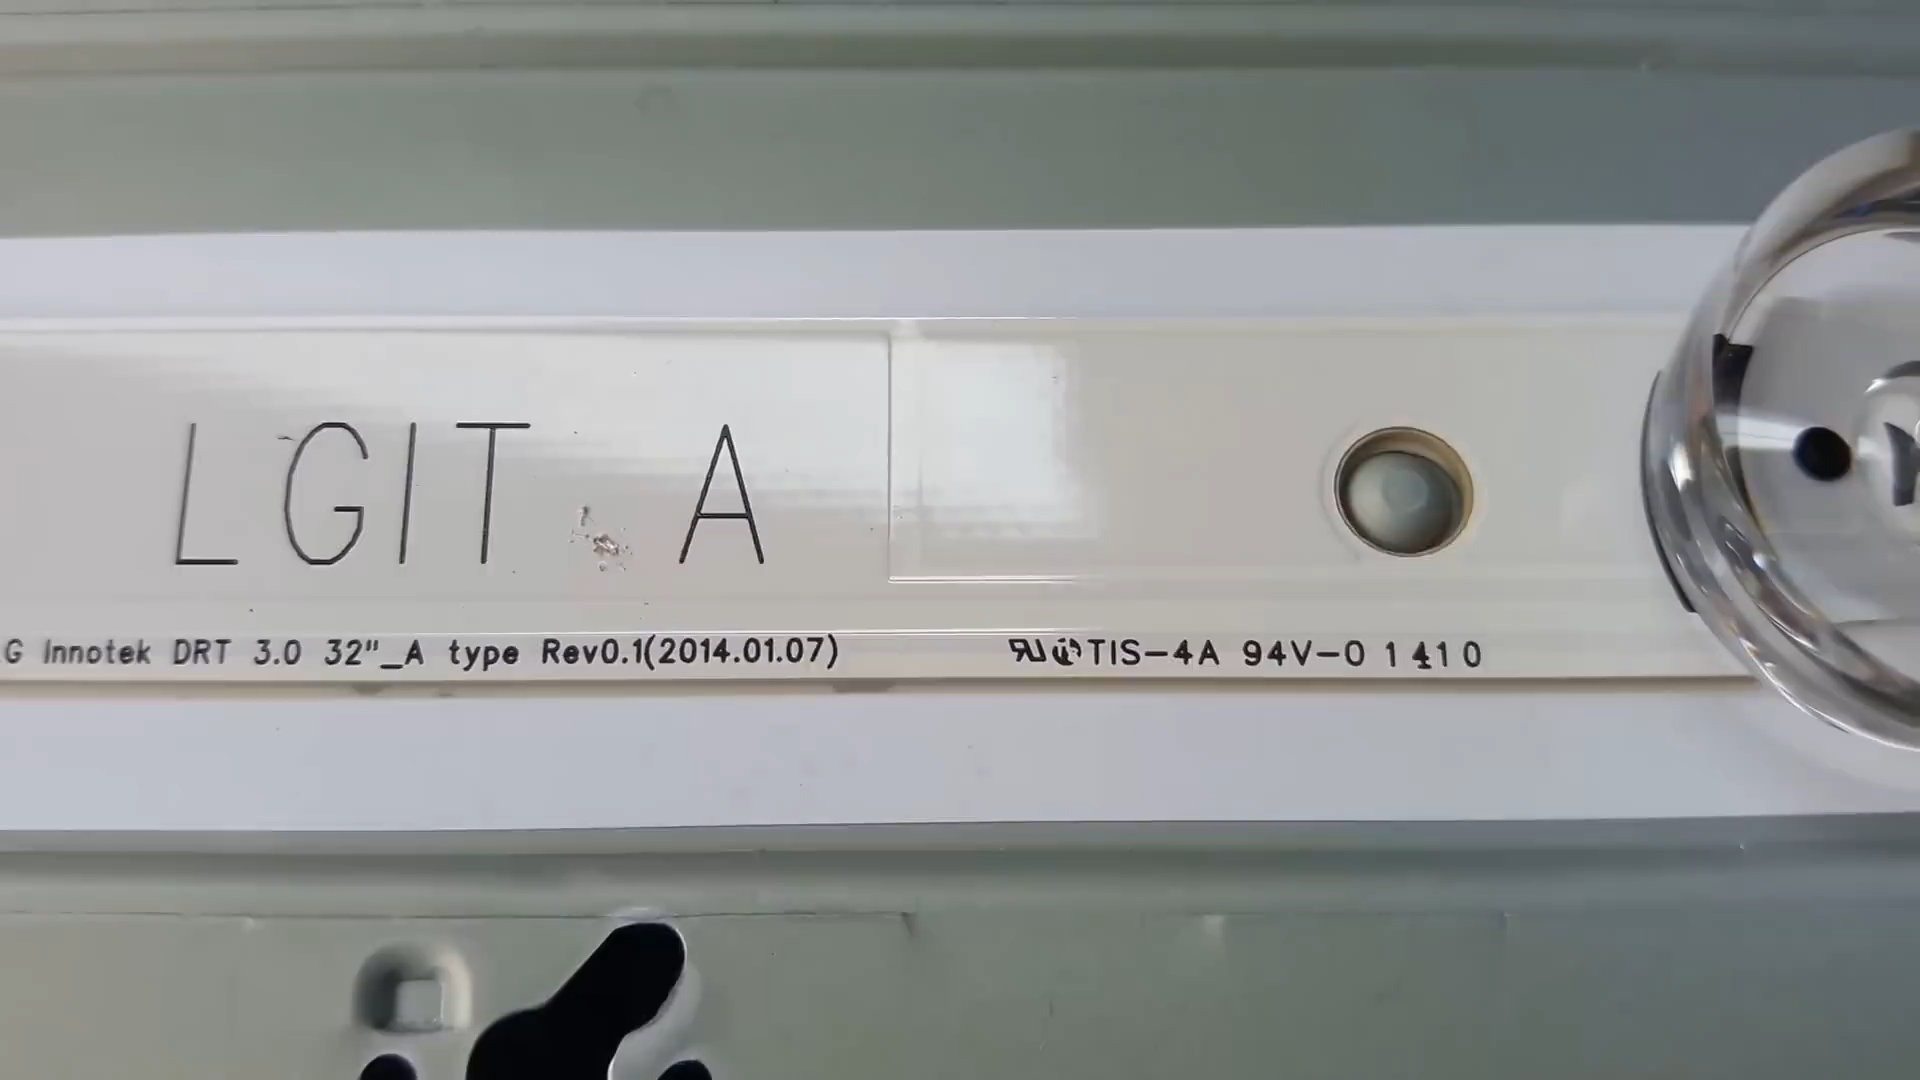 LGIT A
G Innotek DRT 3.0 32"_A type Rev0.1(2014.01.07)
TIS-4A 94V-0 1410